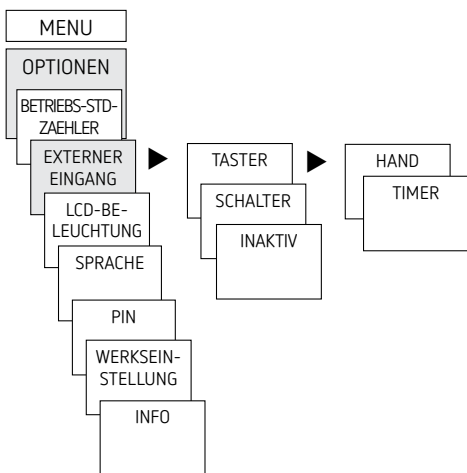 MENU
OPTIONEN
BETRIEBS-STD-
ZAEHLER
EXTERNER
EINGANG
LCD-BE-
LEUCHTUNG
SPRACHE
PIN
WERKSEIN-
STELLUNG
INFO
TASTER
SCHALTER
INAKTIV
HAND
TIMER